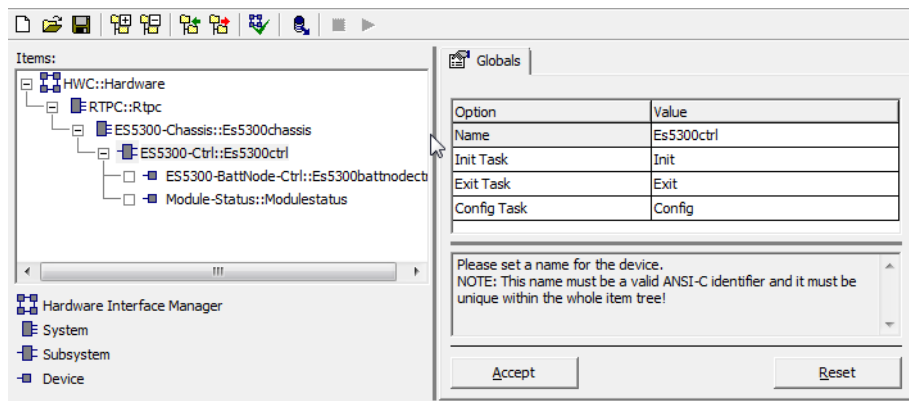 Items:
HWC::Hardware
RTPC::Rtpc
ES5300-Chassis::Es5300chassis
ES5300-Ctrl::Es5300ctrl
ES5300-BattNode-Ctrl::Es5300battnodectr
Module-Status::Modulestatus
Hardware Interface Manager
System
Subsystem
Device
Globals
Option Value
Name Es5300ctrl
Init Task Init
Exit Task Exit
Config Task Config
Please set a name for the device.
NOTE: This name must be a valid ANSI-C identifier and it must be
unique within the whole item tree!
Accept Reset